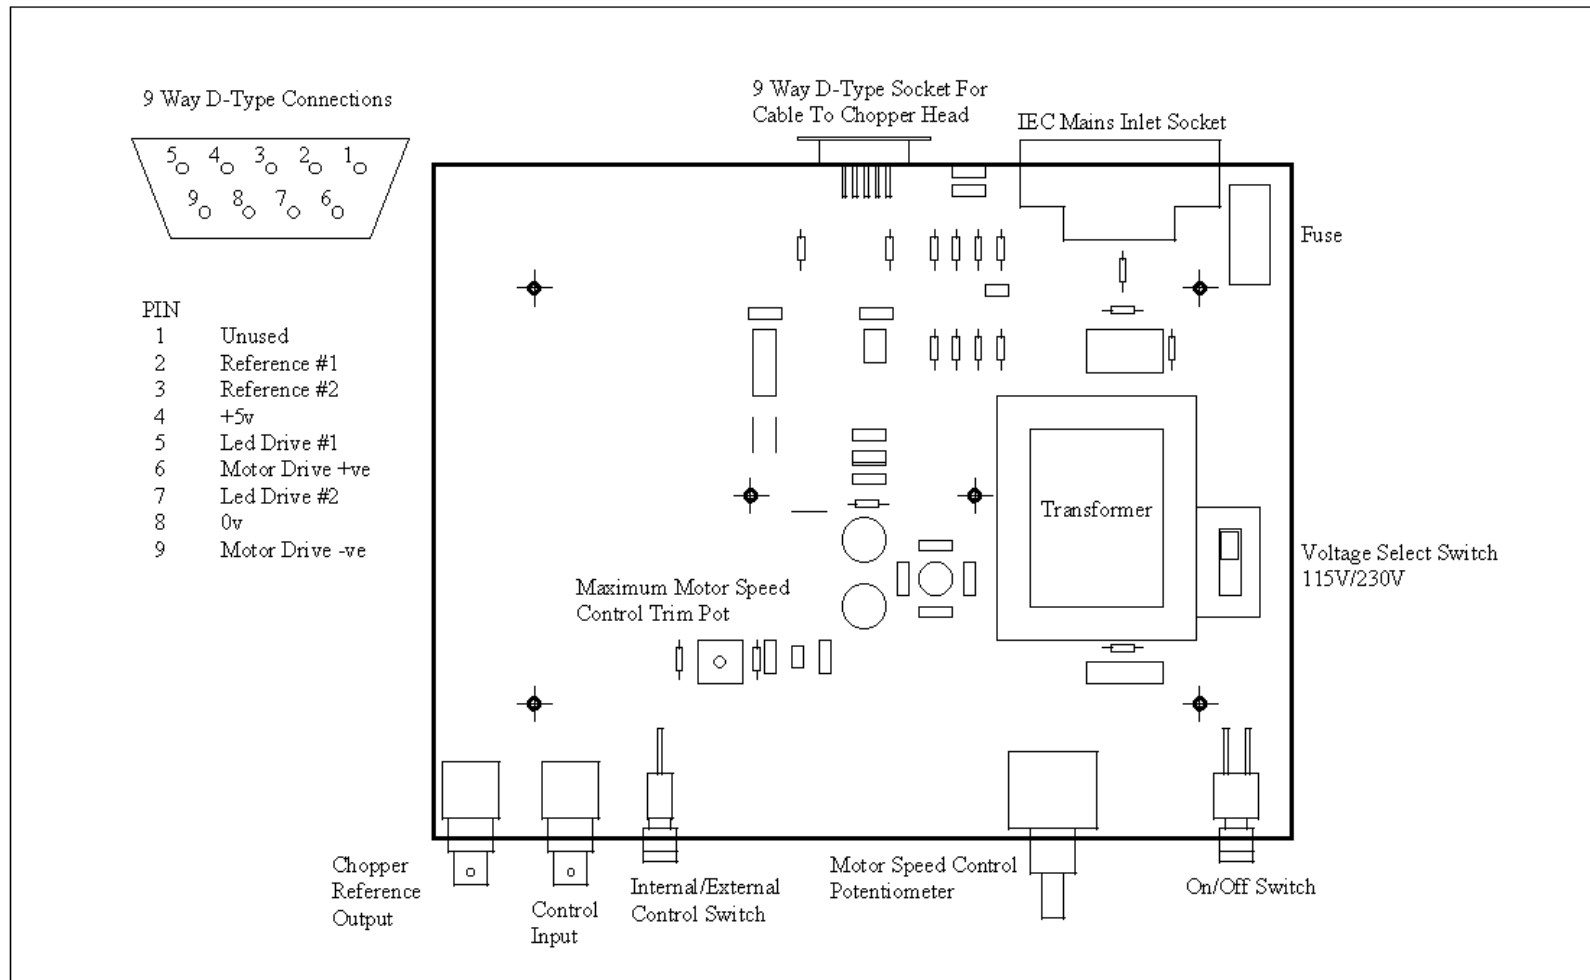 9 Way D-Type Connections
5 4 3 2 1
9 8 7 6
PIN
1 Unused
2 Reference #1
3 Reference #2
4 +5v
5 Led Drive #1
6 Motor Drive +ve
7 Led Drive #2
8 0v
9 Motor Drive -ve
9 Way D-Type Socket For
Cable To Chopper Head
IEC Mains Inlet Socket
Fuse
Transformer
Voltage Select Switch
115V/230V
Maximum Motor Speed
Control Trim Pot
Chopper
Reference
Output
Control
Input
Internal/External
Control Switch
Motor Speed Control
Potentiometer
On/Off Switch